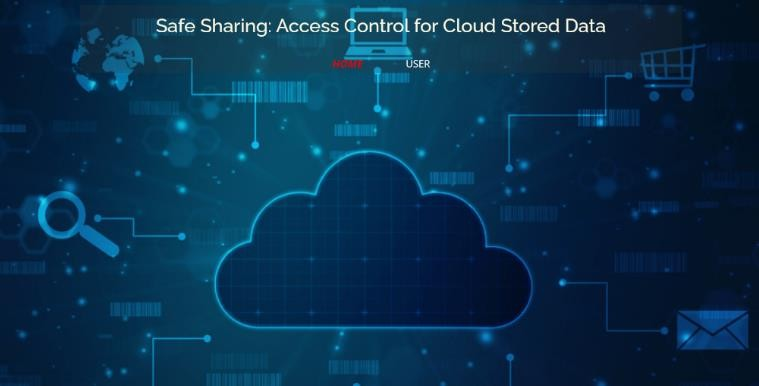 Safe Sharing: Access Control for Cloud Stored Data
HOME USER